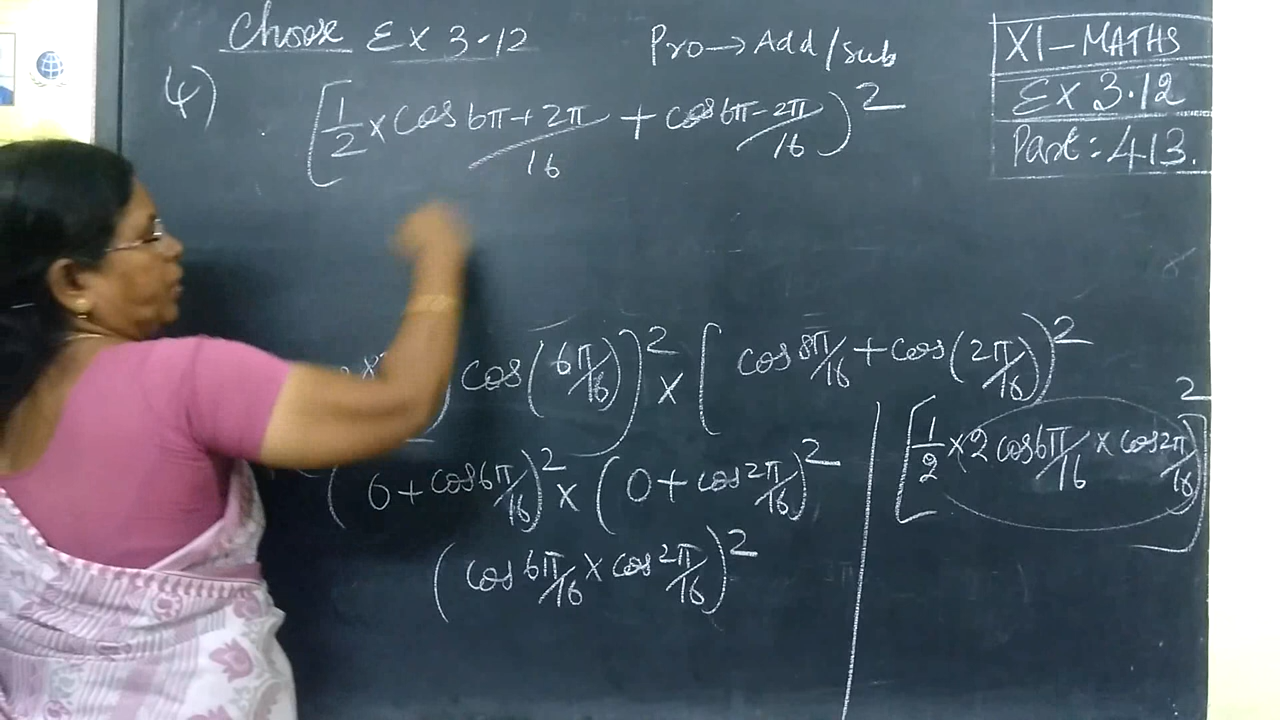 Choose Ex 3.12
Pro → Add/Sub
XI-MATHS
Ex 3.12
Part: 413.
4)
[1/2 × cos 6π+2π/16 + cos 6π-2π/16)²
cos(6π/16))² × [cos 8π/16 + cos(2π/16)²
(0 + cos 6π/16)² × (0 + cos 2π/16)²
(cos 6π/16 × cos 2π/16)²
[1/2 × 2 cos 6π/16 × cos 2π/16]²